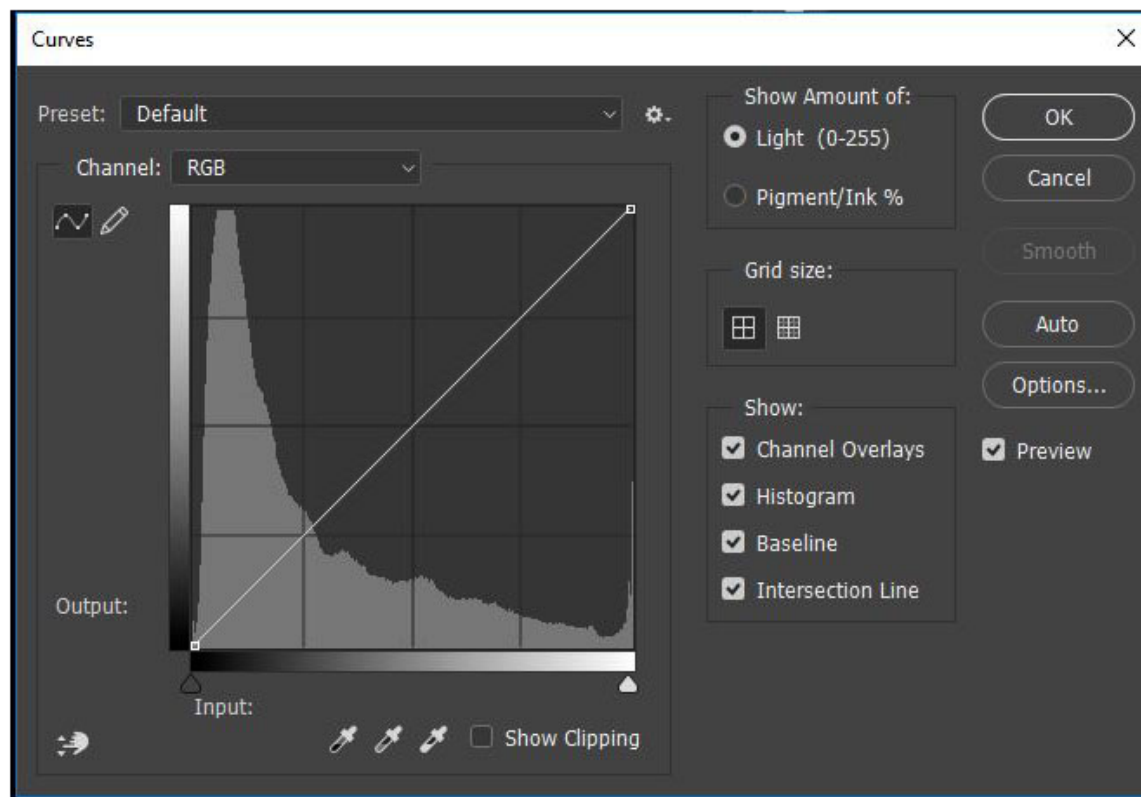 Curves
Preset: Default
Channel: RGB
Output:
Input:
Show Clipping
Show Amount of:
Light (0-255)
Pigment/Ink %
Grid size:
Show:
Channel Overlays
Histogram
Baseline
Intersection Line
OK
Cancel
Smooth
Auto
Options...
Preview